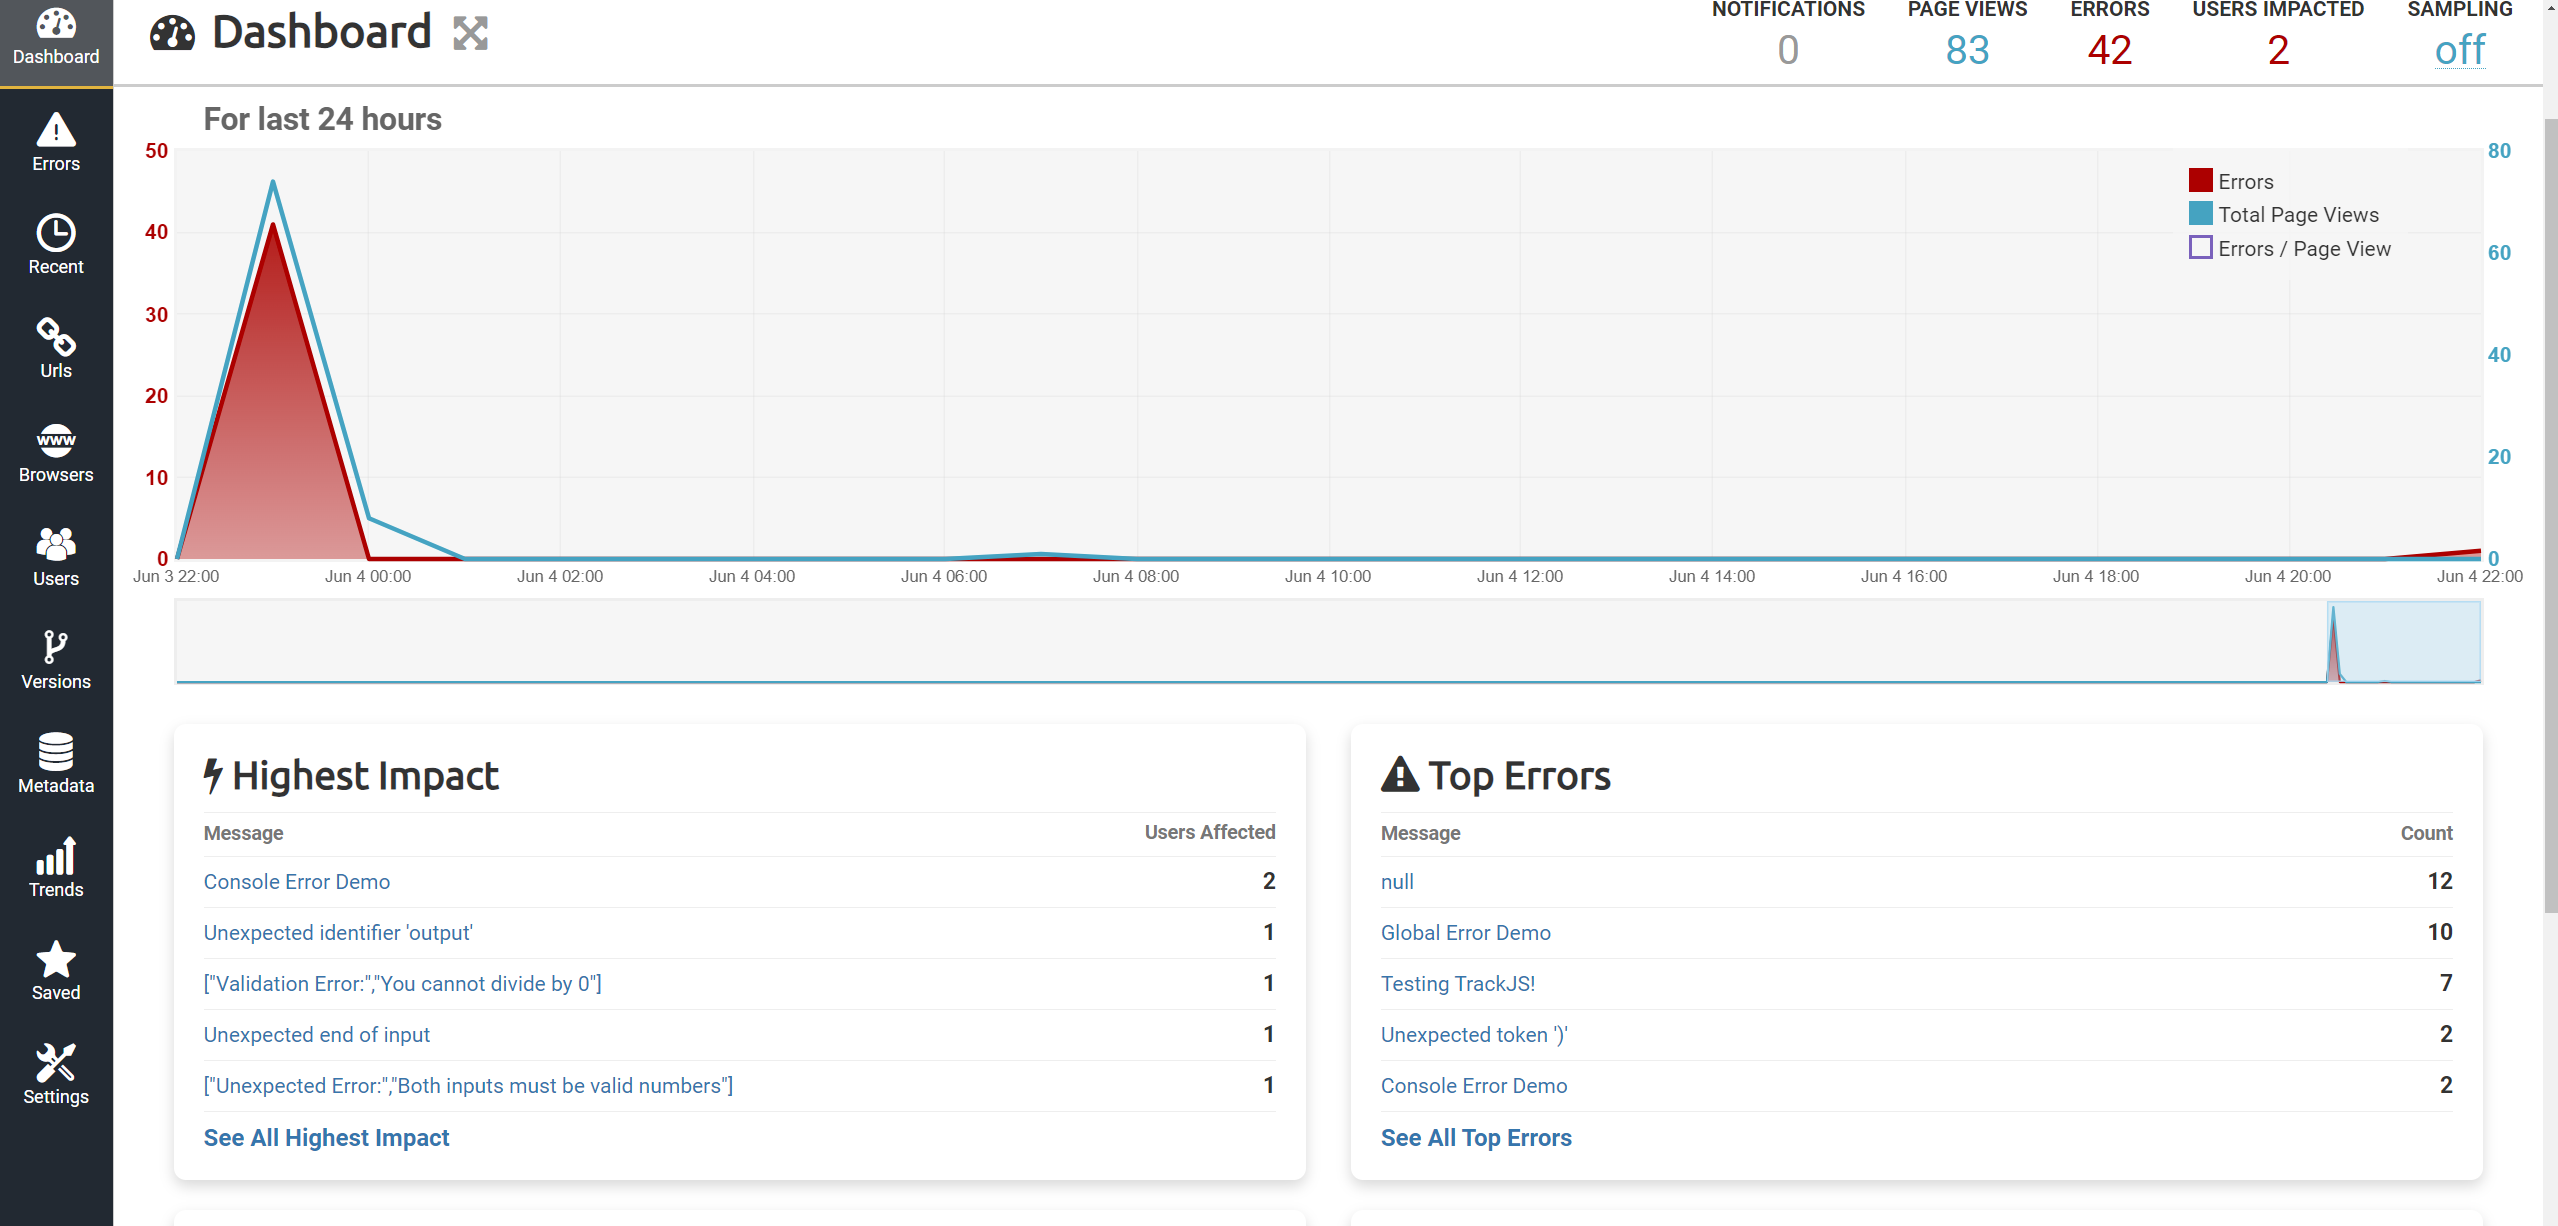 Dashboard
NOTIFICATIONS PAGE VIEWS ERRORS USERS IMPACTED SAMPLING
0 83 42 2 off
Dashboard
Errors
Recent
Urls
www
Browsers
Users
Versions
Metadata
Trends
Saved
Settings
For last 24 hours
50
40
30
20
10
0
80
60
40
20
0
Errors
Total Page Views
Errors / Page View
Jun 3 22:00 Jun 4 00:00 Jun 4 02:00 Jun 4 04:00 Jun 4 06:00 Jun 4 08:00 Jun 4 10:00 Jun 4 12:00 Jun 4 14:00 Jun 4 16:00 Jun 4 18:00 Jun 4 20:00 Jun 4 22:00
Highest Impact
Message Users Affected
Console Error Demo 2
Unexpected identifier 'output' 1
["Validation Error:","You cannot divide by 0"] 1
Unexpected end of input 1
["Unexpected Error:","Both inputs must be valid numbers"] 1
See All Highest Impact
Top Errors
Message Count
null 12
Global Error Demo 10
Testing TrackJS! 7
Unexpected token ')' 2
Console Error Demo 2
See All Top Errors